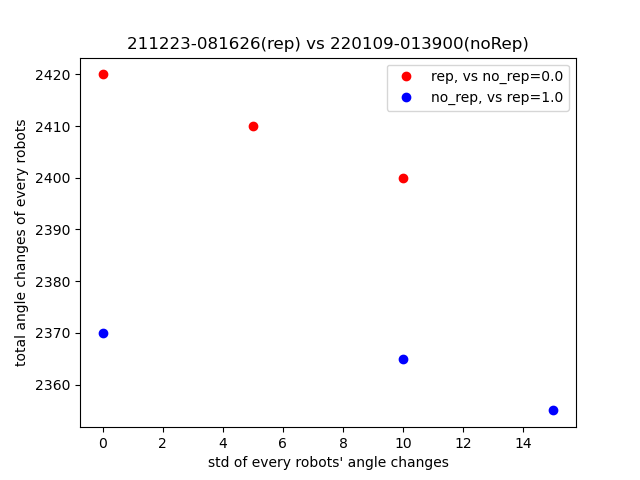 211223-081626(rep) vs 220109-013900(noRep)
rep, vs no_rep=0.0
no_rep, vs rep=1.0
total angle changes of every robots
2420
2410
2400
2390
2380
2370
2360
0 2 4 6 8 10 12 14
std of every robots' angle changes